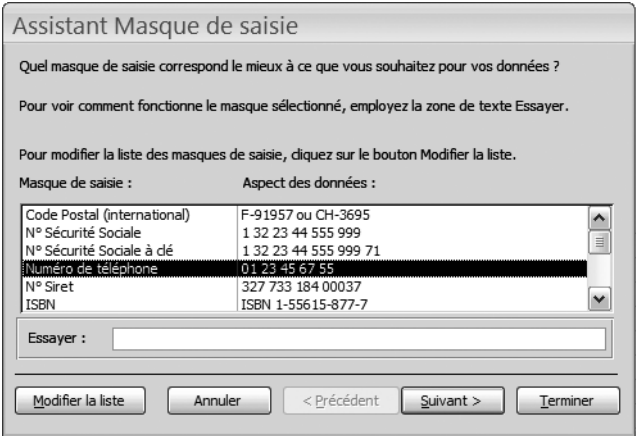 Assistant Masque de saisie
Quel masque de saisie correspond le mieux à ce que vous souhaitez pour vos données ?
Pour voir comment fonctionne le masque sélectionné, employez la zone de texte Essayer.
Pour modifier la liste des masques de saisie, cliquez sur le bouton Modifier la liste.
Masque de saisie : Aspect des données :
Code Postal (international) F-91957 ou CH-3695
N° Sécurité Sociale 1 32 23 44 555 999
N° Sécurité Sociale à clé 1 32 23 44 555 999 71
Numéro de téléphone 01 23 45 67 55
N° Siret 327 733 184 00037
ISBN ISBN 1-55615-877-7
Essayer :
Modifier la liste Annuler < Précédent Suivant > Terminer